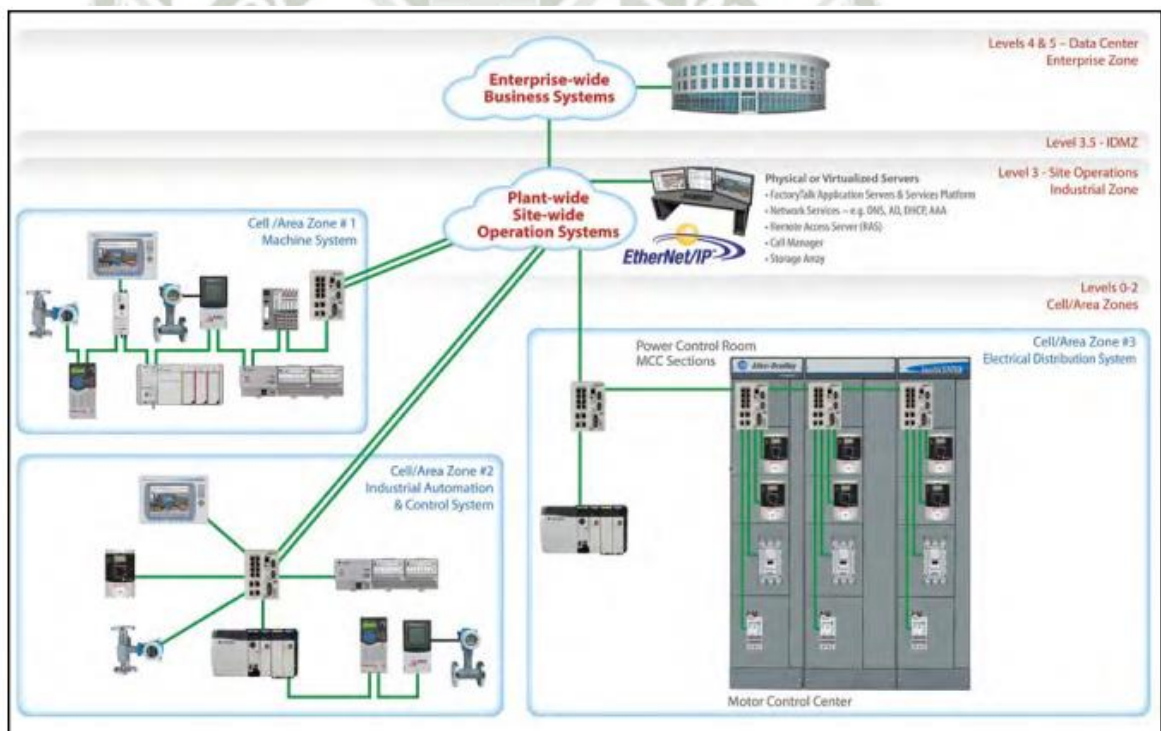 Levels 4 & 5 – Data Center
Enterprise Zone
Enterprise-wide
Business Systems
Level 3.5 - IDMZ
Level 3 - Site Operations
Industrial Zone
Plant-wide
Site-wide
Operation Systems
Physical or Virtualized Servers
• FactoryTalk Application Servers & Services Platform
• Network Services – e.g. DNS, AD, DHCP, AAA
• Remote Access Server (RAS)
• Call Manager
• Storage Array
EtherNet/IP
Levels 0-2
Cell/Area Zones
Cell /Area Zone # 1
Machine System
Cell/Area Zone #2
Industrial Automation
& Control System
Power Control Room
MCC Sections
Cell/Area Zone #3
Electrical Distribution System
Allen-Bradley
Motor Control Center